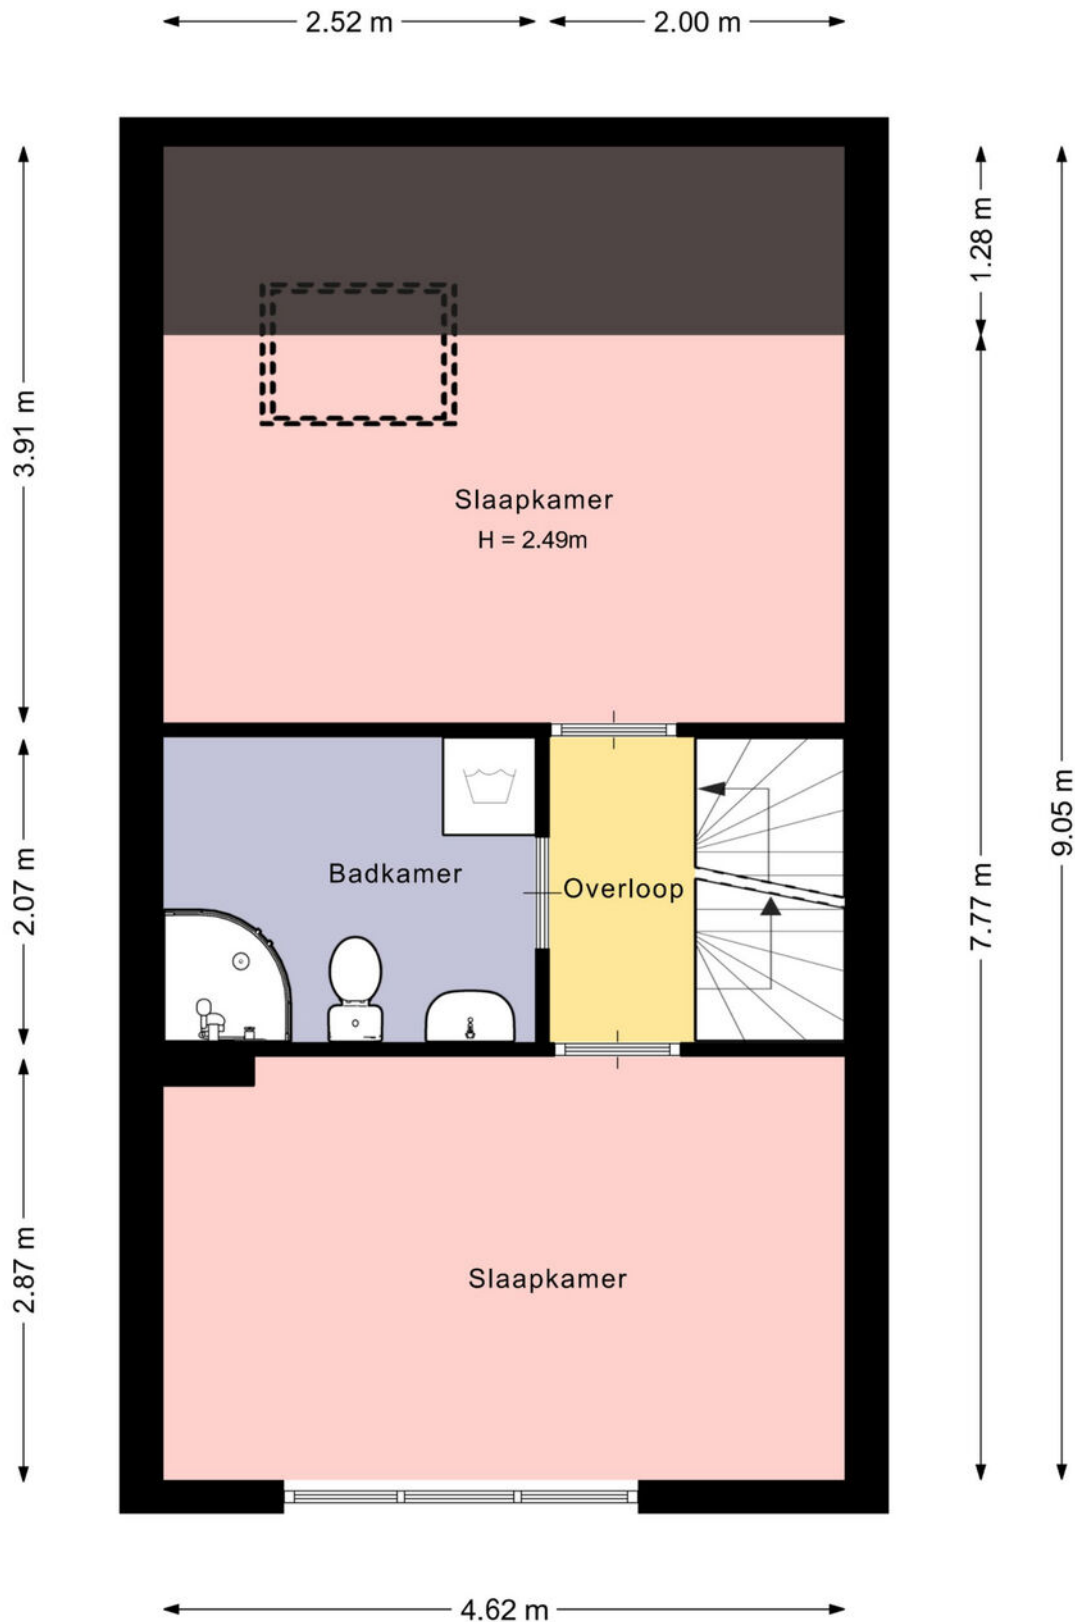 2.52 m
2.00 m
1.28 m
3.91 m
Slaapkamer
H = 2.49m
9.05 m
2.07 m
Badkamer
Overloop
7.77 m
2.87 m
Slaapkamer
4.62 m